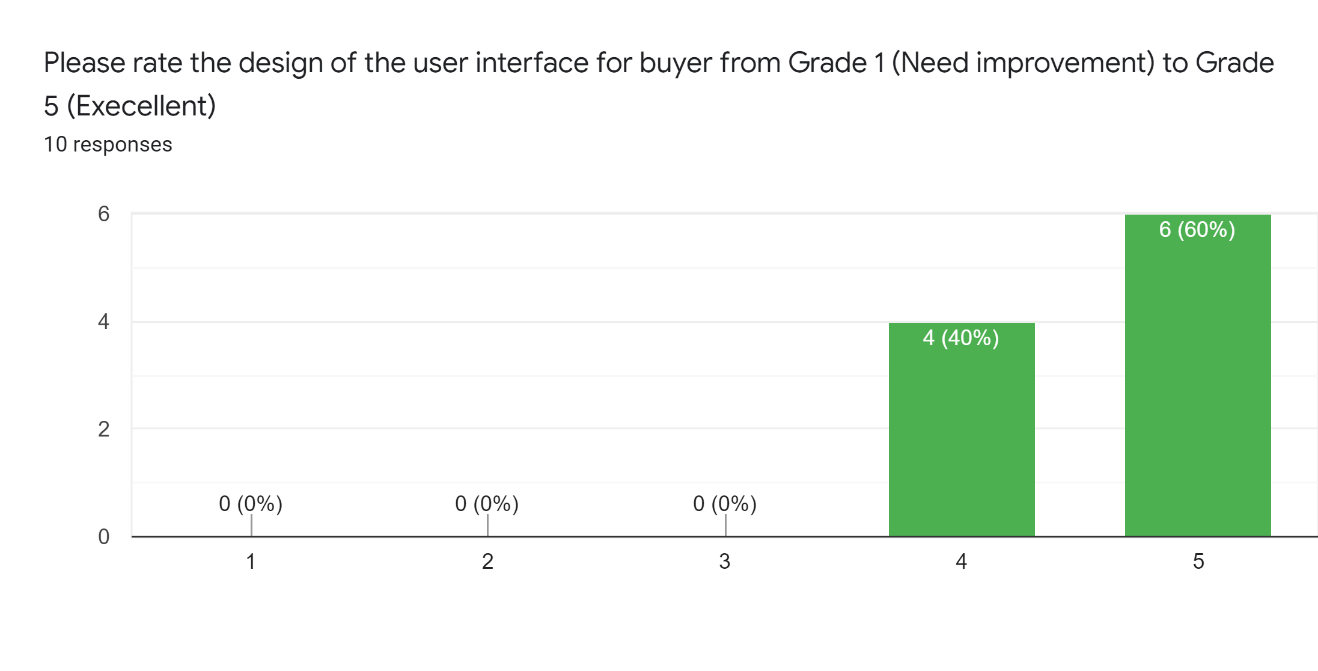 Please rate the design of the user interface for buyer from Grade 1 (Need improvement) to Grade
5 (Execellent)
10 responses
6
6 (60%)
4
4 (40%)
2
0 (0%) 0 (0%) 0 (0%)
0
1 2 3 4 5